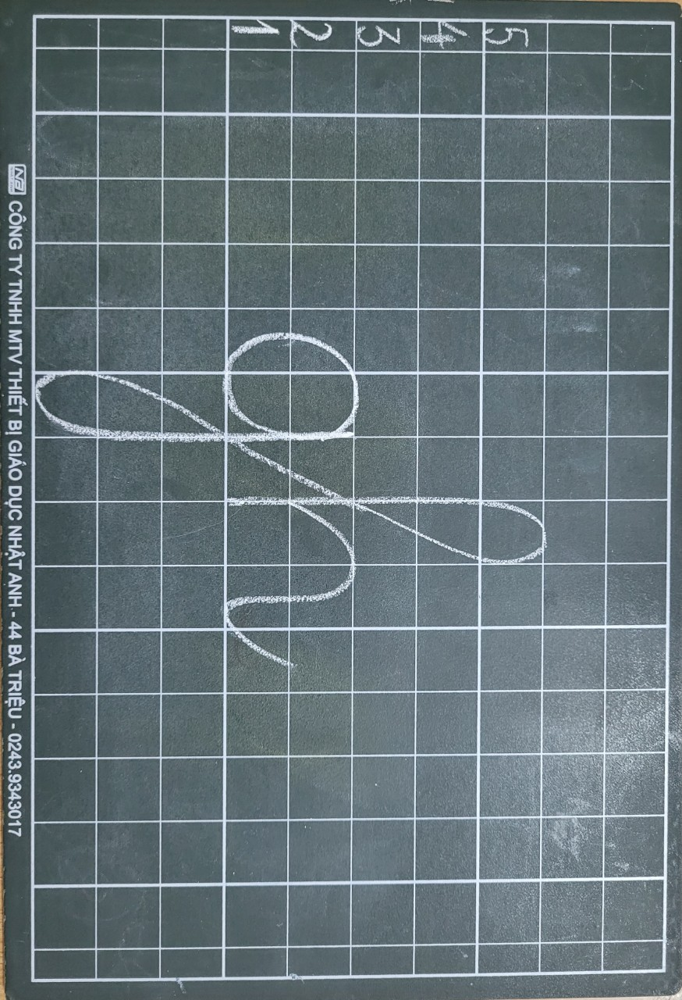 5
4
3
2
1
gh
CÔNG TY TNHH MTV THIẾT BỊ GIÁO DỤC NHẬT ANH - 44 BÀ TRIỆU - 0243.9343017